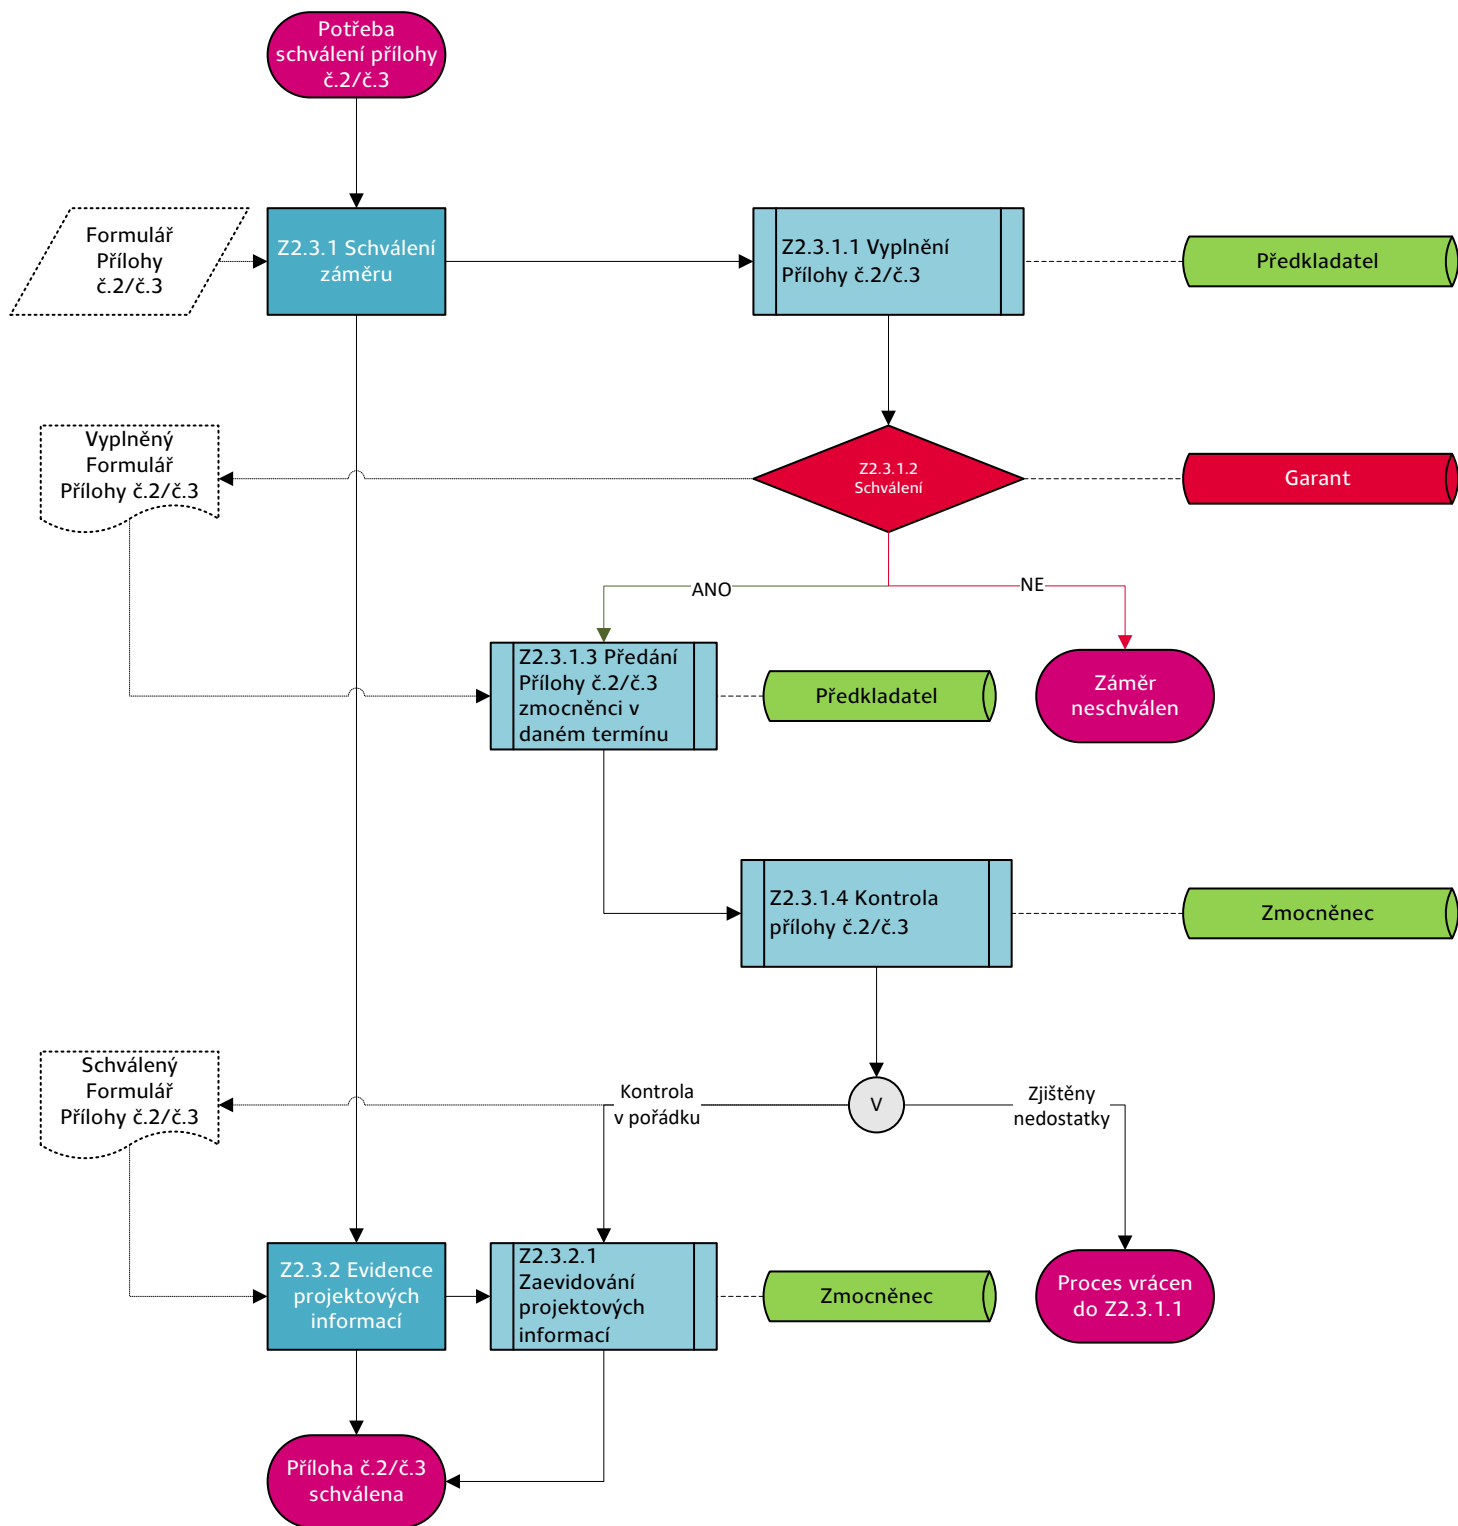 Potřeba
schválení přílohy
č.2/č.3
Formulář
Přílohy
č.2/č.3
Z2.3.1 Schválení
záměru
Z2.3.1.1 Vyplnění
Přílohy č.2/č.3
Předkladatel
Vyplněný
Formulář
Přílohy č.2/č.3
Z2.3.1.2
Schválení
Garant
ANO
NE
Z2.3.1.3 Předání
Přílohy č.2/č.3
zmocněnci v
daném termínu
Předkladatel
Záměr
neschválen
Z2.3.1.4 Kontrola
přílohy č.2/č.3
Zmocněnec
Schválený
Formulář
Přílohy č.2/č.3
Kontrola
v pořádku
V
Zjištěny
nedostatky
Z2.3.2 Evidence
projektových
informací
Z2.3.2.1
Zaevidování
projektových
informací
Zmocněnec
Proces vrácen
do Z2.3.1.1
Příloha č.2/č.3
schválena